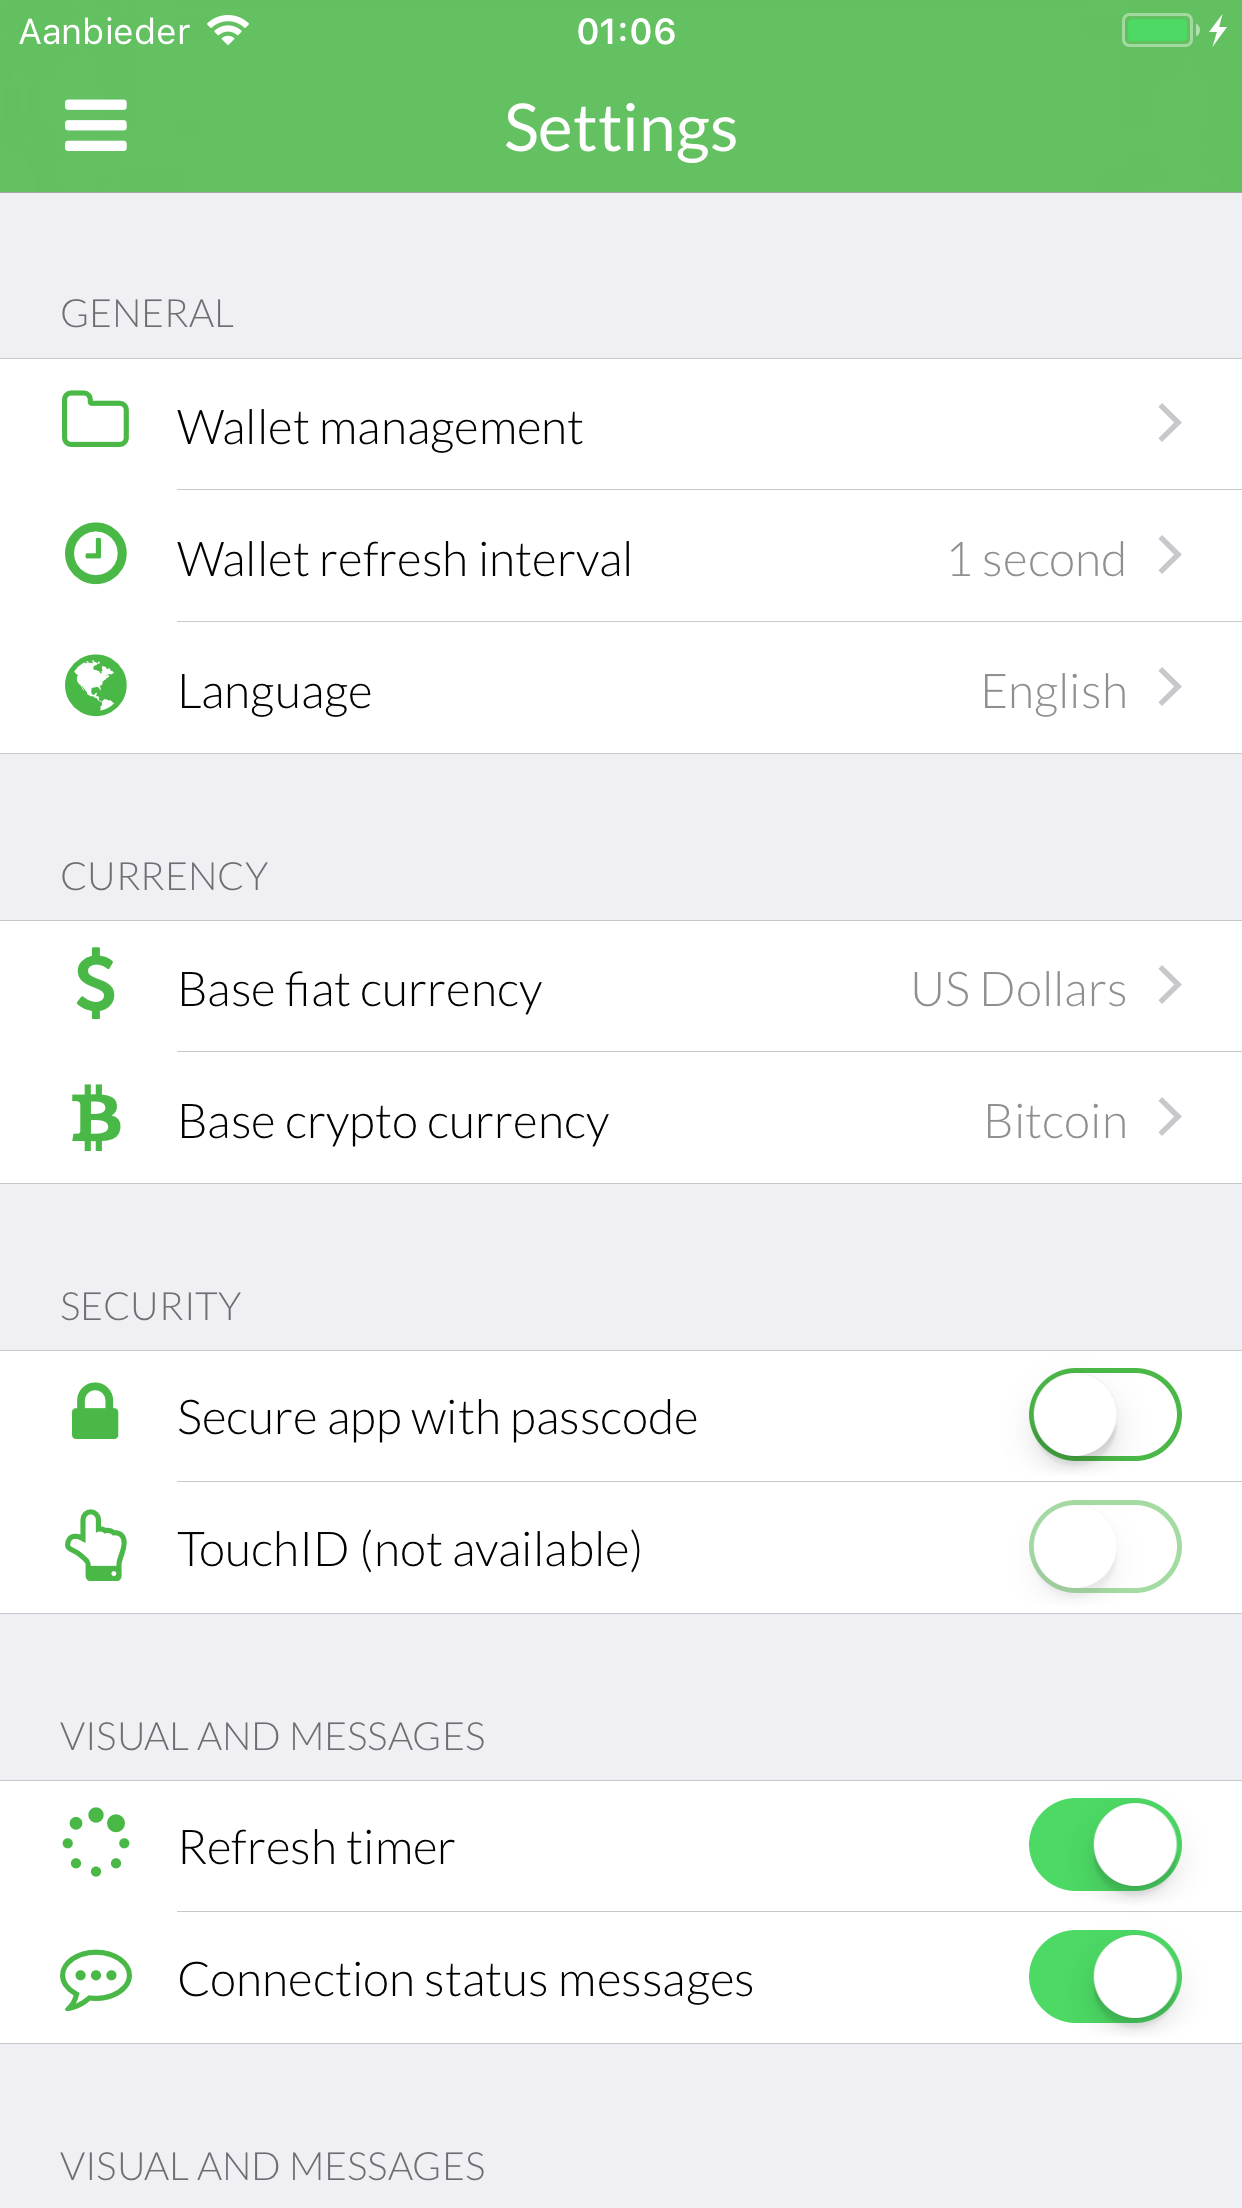 Aanbieder 01:06
Settings
GENERAL
Wallet management
Wallet refresh interval 1 second
Language English
CURRENCY
Base fiat currency US Dollars
Base crypto currency Bitcoin
SECURITY
Secure app with passcode
TouchID (not available)
VISUAL AND MESSAGES
Refresh timer
Connection status messages
VISUAL AND MESSAGES